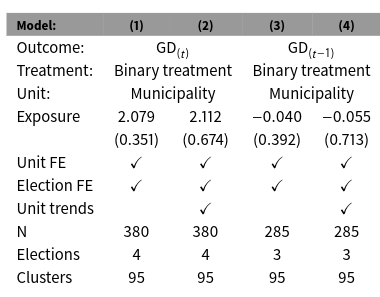 Model: (1) (2) (3) (4)
Outcome: GD(t) GD(t−1)
Treatment: Binary treatment Binary treatment
Unit: Municipality Municipality
Exposure 2.079 2.112 −0.040 −0.055
(0.351) (0.674) (0.392) (0.713)
Unit FE ✓ ✓ ✓ ✓
Election FE ✓ ✓ ✓ ✓
Unit trends ✓ ✓
N 380 380 285 285
Elections 4 4 3 3
Clusters 95 95 95 95